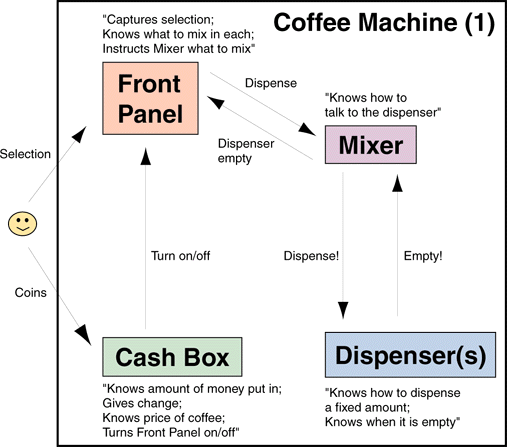 Coffee Machine (1)
"Captures selection;
Knows what to mix in each;
Instructs Mixer what to mix"
Front
Panel
Dispense
"Knows how to
talk to the dispenser"
Mixer
Dispenser
empty
Selection
Turn on/off
Dispense!
Empty!
Coins
Cash Box
"Knows amount of money put in;
Gives change;
Knows price of coffee;
Turns Front Panel on/off"
Dispenser(s)
"Knows how to dispense
a fixed amount;
Knows when it is empty"